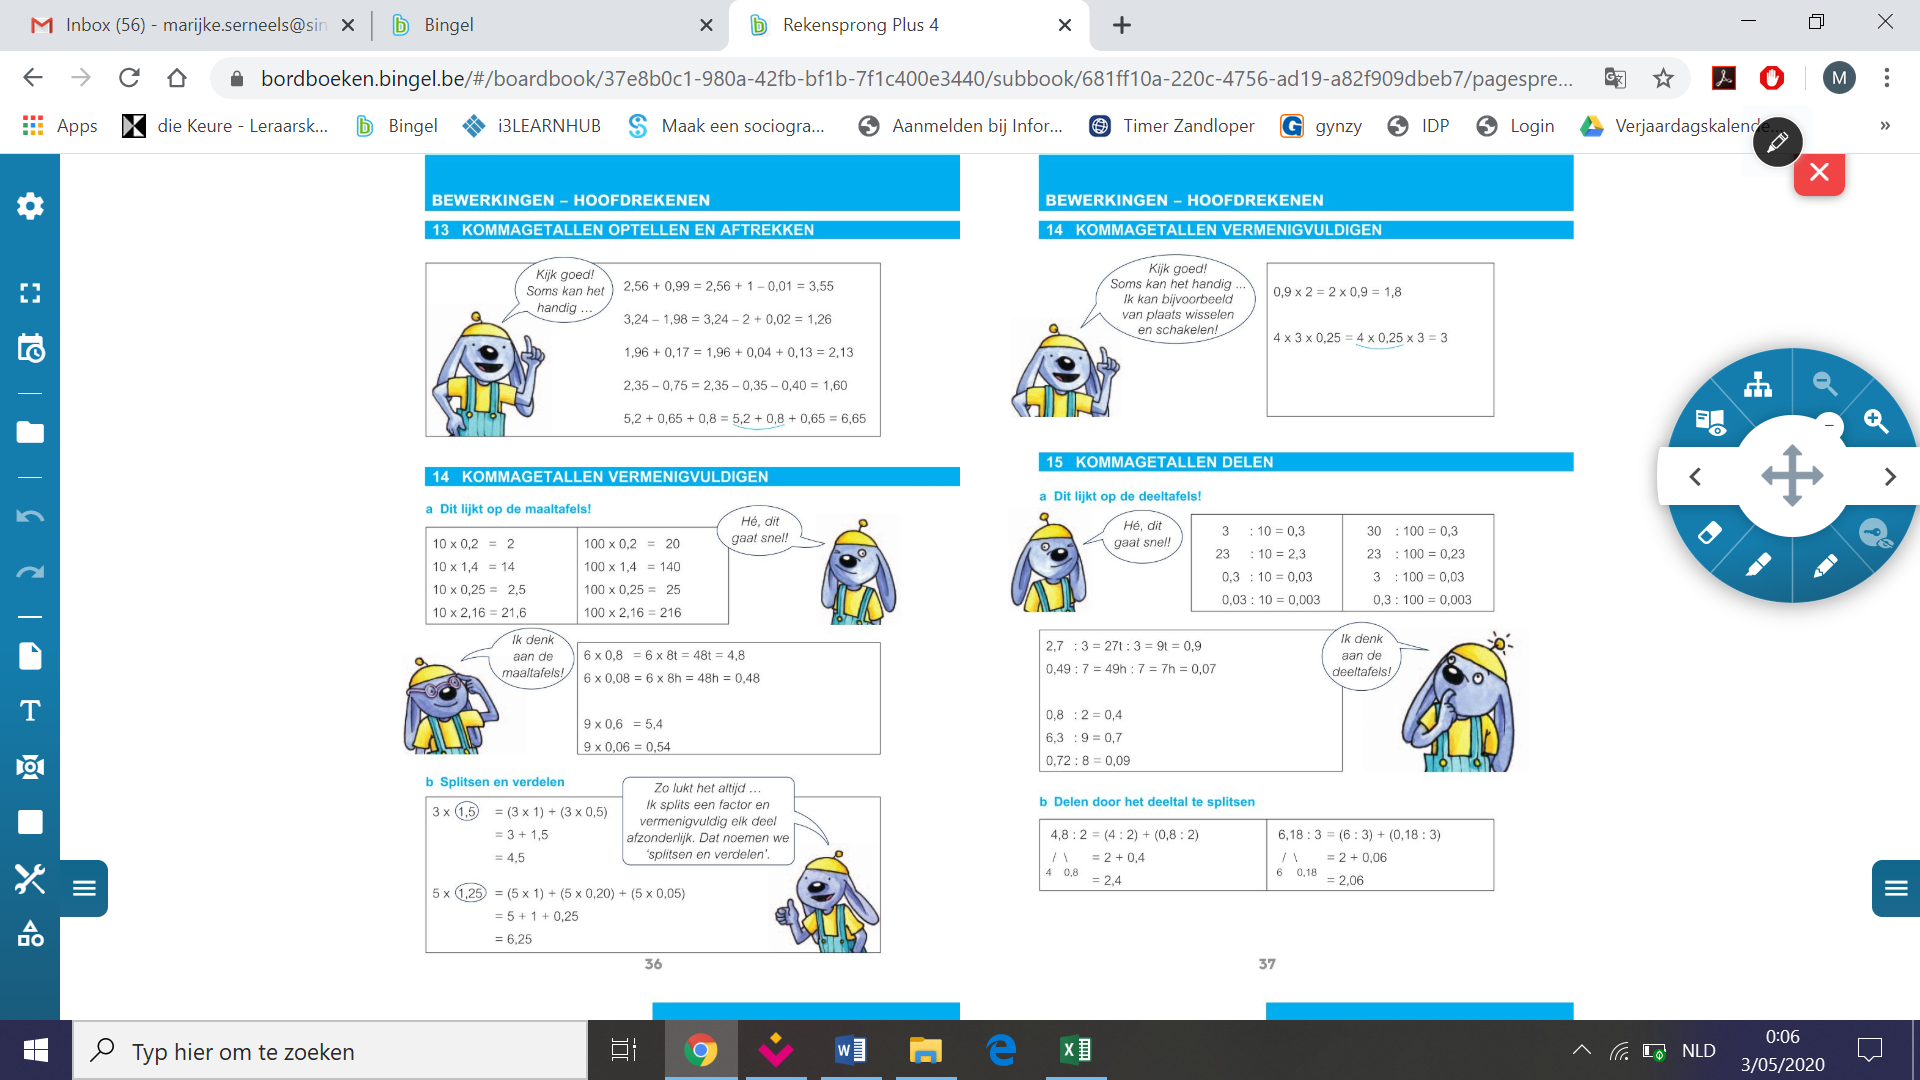 Inbox (56) - marijke.serneels@sin
Bingel
Rekensprong Plus 4
bordboeken.bingel.be/#/boardbook/37e8b0c1-980a-42fb-bf1b-7f1c400e3440/subbook/681ff10a-220c-4756-ad19-a82f909dbeb7/pagespre...
M
Apps
die Keure - Leraarsk...
Bingel
i3LEARNHUB
Maak een sociogra...
Aanmelden bij Infor...
Timer Zandloper
gynzy
IDP
Login
Verjaardagskalende...
»
BEWERKINGEN – HOOFDREKENEN
13 KOMMAGETALLEN OPTELLEN EN AFTREKKEN
Kijk goed!
Soms kan het
handig ...
2,56 + 0,99 = 2,56 + 1 – 0,01 = 3,55
3,24 – 1,98 = 3,24 – 2 + 0,02 = 1,26
1,96 + 0,17 = 1,96 + 0,04 + 0,13 = 2,13
2,35 – 0,75 = 2,35 – 0,35 – 0,40 = 1,60
5,2 + 0,65 + 0,8 = 5,2 + 0,8 + 0,65 = 6,65
14 KOMMAGETALLEN VERMENIGVULDIGEN
a Dit lijkt op de maaltafels!
10 x 0,2 = 2
10 x 1,4 = 14
10 x 0,25 = 2,5
10 x 2,16 = 21,6
100 x 0,2 = 20
100 x 1,4 = 140
100 x 0,25 = 25
100 x 2,16 = 216
Hé, dit
gaat snel!
Ik denk
aan de
maaltafels!
6 x 0,8 = 6 x 8t = 48t = 4,8
6 x 0,08 = 6 x 8h = 48h = 0,48
9 x 0,6 = 5,4
9 x 0,06 = 0,54
b Splitsen en verdelen
3 x 1,5 = (3 x 1) + (3 x 0,5)
= 3 + 1,5
= 4,5
5 x 1,25 = (5 x 1) + (5 x 0,20) + (5 x 0,05)
= 5 + 1 + 0,25
= 6,25
Zo lukt het altijd ...
Ik splits een factor en
vermenigvuldig elk deel
afzonderlijk. Dat noemen we
'splitsen en verdelen'.
36
BEWERKINGEN – HOOFDREKENEN
14 KOMMAGETALLEN VERMENIGVULDIGEN
Kijk goed!
Soms kan het handig ...
Ik kan bijvoorbeeld
van plaats wisselen
en schakelen!
0,9 x 2 = 2 x 0,9 = 1,8
4 x 3 x 0,25 = 4 x 0,25 x 3 = 3
15 KOMMAGETALLEN DELEN
a Dit lijkt op de deeltafels!
Hé, dit
gaat snel!
3 : 10 = 0,3
23 : 10 = 2,3
0,3 : 10 = 0,03
0,03 : 10 = 0,003
30 : 100 = 0,3
23 : 100 = 0,23
3 : 100 = 0,03
0,3 : 100 = 0,003
2,7 : 3 = 27t : 3 = 9t = 0,9
0,49 : 7 = 49h : 7 = 7h = 0,07
0,8 : 2 = 0,4
6,3 : 9 = 0,7
0,72 : 8 = 0,09
Ik denk
aan de
deeltafels!
b Delen door het deeltal te splitsen
4,8 : 2 = (4 : 2) + (0,8 : 2)
/ \ = 2 + 0,4
4 0,8
= 2,4
6,18 : 3 = (6 : 3) + (0,18 : 3)
/ \ = 2 + 0,06
6 0,18
= 2,06
37
Typ hier om te zoeken
NLD
0:06
3/05/2020